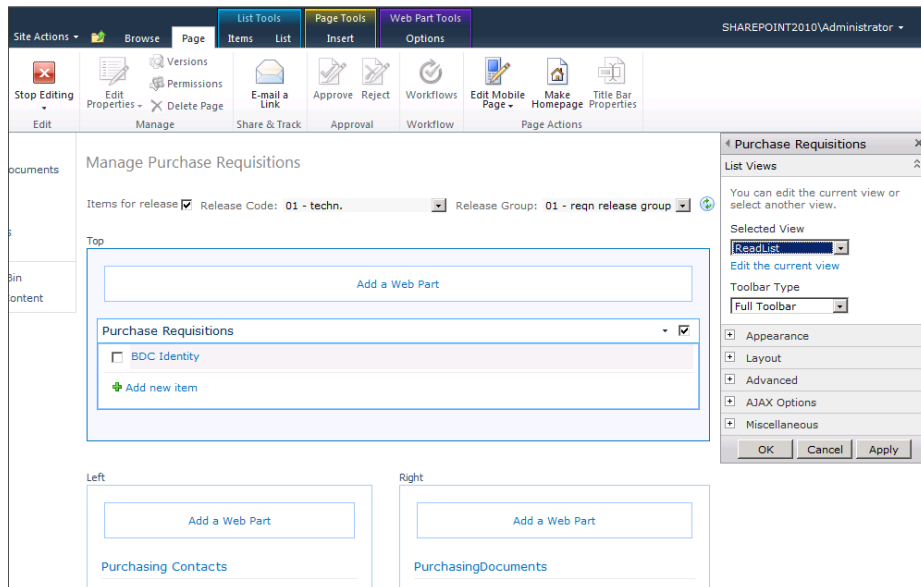 List Tools Page Tools Web Part Tools
Site Actions Browse Page Items List Insert Options SHAREPOINT2010\Administrator
Stop Editing
Edit
Edit Properties
Versions
Permissions
Delete Page
Manage
E-mail a Link
Share & Track
Approve Reject
Approval
Workflows
Workflow
Edit Mobile Page
Make Homepage
Title Bar Properties
Page Actions
ocuments
s
Bin
ontent
Manage Purchase Requisitions
Items for release Release Code: 01 - techn. Release Group: 01 - reqn release group
Top
Add a Web Part
Purchase Requisitions
BDC Identity
Add new item
Left
Add a Web Part
Purchasing Contacts
Right
Add a Web Part
PurchasingDocuments
Purchase Requisitions
List Views
You can edit the current view or
select another view.
Selected View
ReadList
Edit the current view
Toolbar Type
Full Toolbar
Appearance
Layout
Advanced
AJAX Options
Miscellaneous
OK Cancel Apply